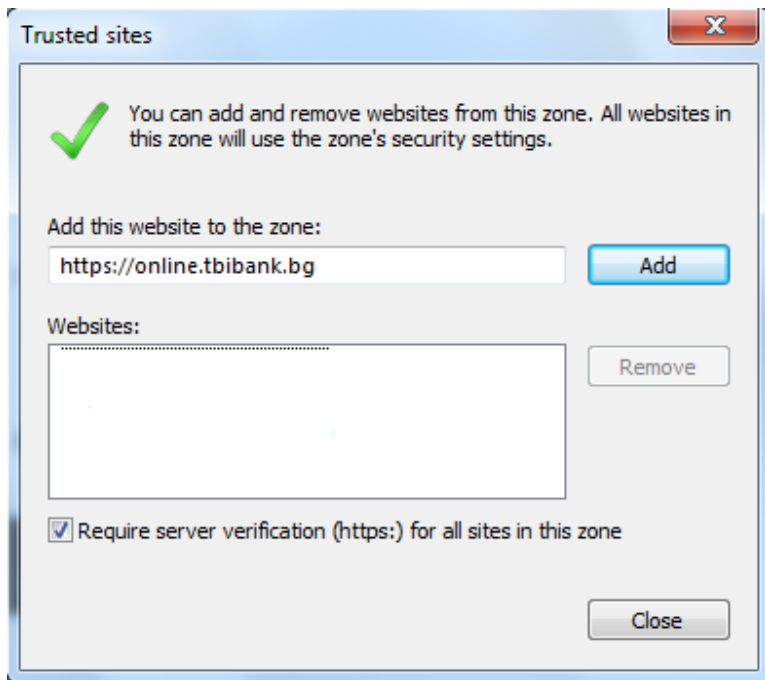 Trusted sites
You can add and remove websites from this zone. All websites in
this zone will use the zone's security settings.
Add this website to the zone:
https://online.tbibank.bg
Add
Websites:
Remove
Require server verification (https:) for all sites in this zone
Close